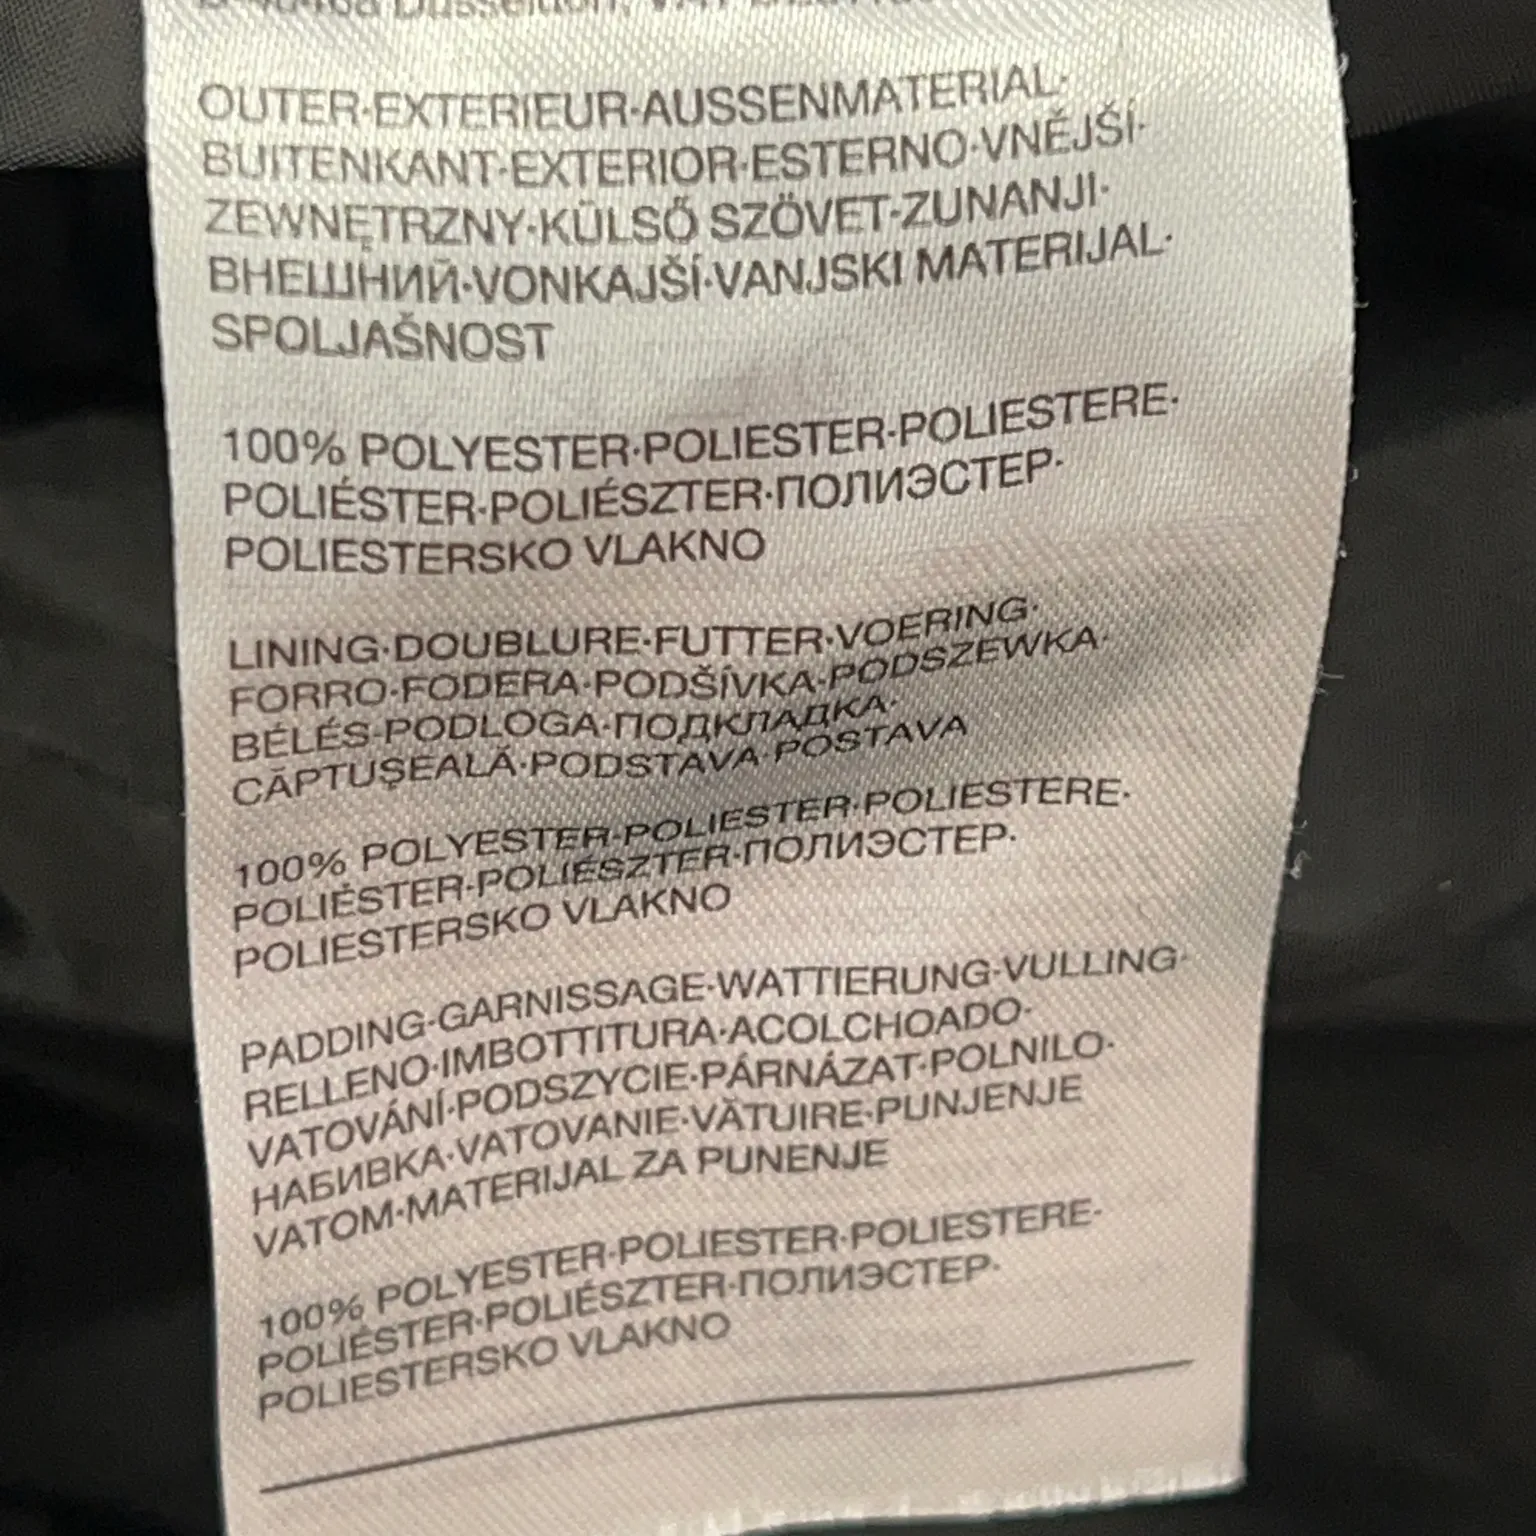 OUTER·EXTERIEUR·AUSSENMATERIAL·
BUITENKANT·EXTERIOR·ESTERNO·VNĚJŠÍ·
ZEWNĘTRZNY·KÜLSŐ SZÖVET·ZUNANJI·
ВНЕШНИЙ·VONKAJŠÍ·VANJSKI MATERIJAL·
SPOLJAŠNOST
100% POLYESTER·POLIESTER·POLIESTERE·
POLIÉSTER·POLIÉSZTER·ПОЛИЭСТЕР·
POLIESTERSKO VLAKNO
LINING·DOUBLURE·FUTTER·VOERING·
FORRO·FODERA·PODŠÍVKA·PODSZEWKA·
BÉLÉS·PODLOGA·ПОДКЛАДКА·
CĂPTUŞEALĂ·PODSTAVA·POSTAVA
100% POLYESTER·POLIESTER·POLIESTERE·
POLIÉSTER·POLIÉSZTER·ПОЛИЭСТЕР·
POLIESTERSKO VLAKNO
PADDING·GARNISSAGE·WATTIERUNG·VULLING·
RELLENO·IMBOTTITURA·ACOLCHOADO·
VATOVÁNÍ·PODSZYCIE·PÁRNÁZAT·POLNILO·
НАБИВКА·VATOVANIE·VĂTUIRE·PUNJENJE
VATOM·MATERIJAL ZA PUNENJE
100% POLYESTER·POLIESTER·POLIESTERE·
POLIÉSTER·POLIÉSZTER·ПОЛИЭСТЕР·
POLIESTERSKO VLAKNO